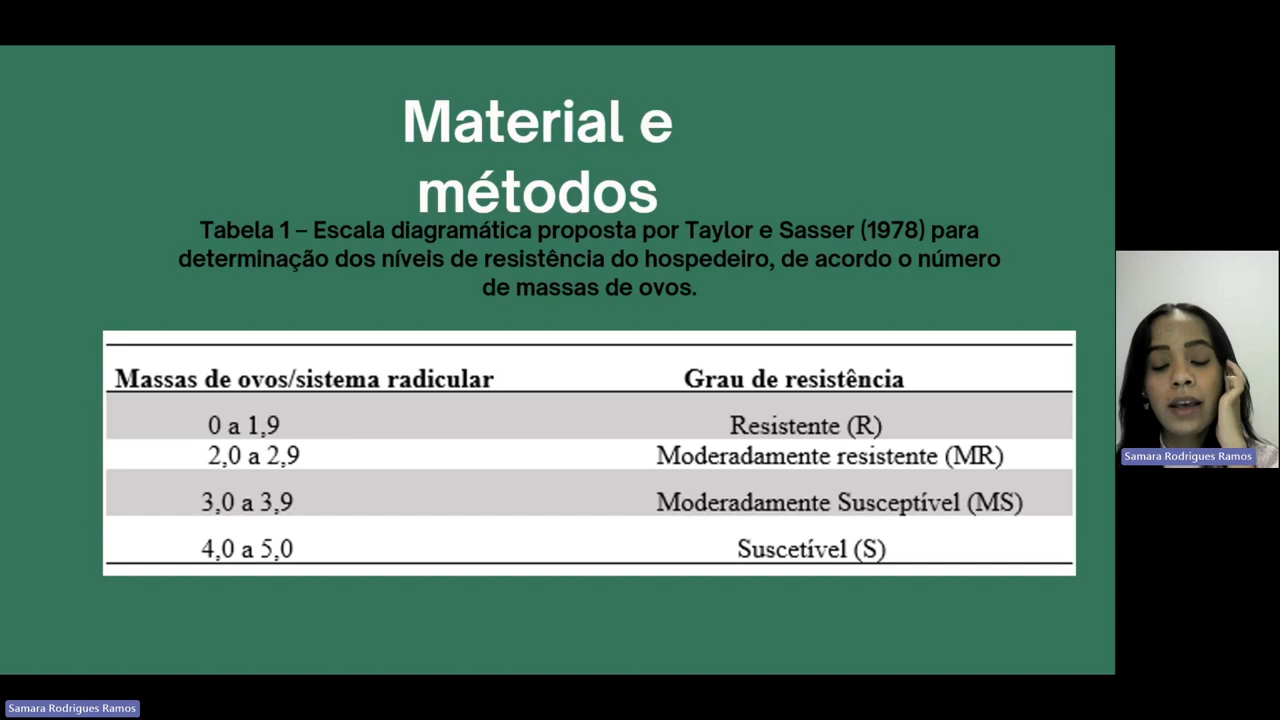 Material e
métodos
Tabela 1 – Escala diagramática proposta por Taylor e Sasser (1978) para
determinação dos níveis de resistência do hospedeiro, de acordo o número
de massas de ovos.
Massas de ovos/sistema radicular Grau de resistência
0 a 1,9 Resistente (R)
2,0 a 2,9 Moderadamente resistente (MR)
3,0 a 3,9 Moderadamente Susceptível (MS)
4,0 a 5,0 Suscetível (S)
Samara Rodrigues Ramos
Samara Rodrigues Ramos